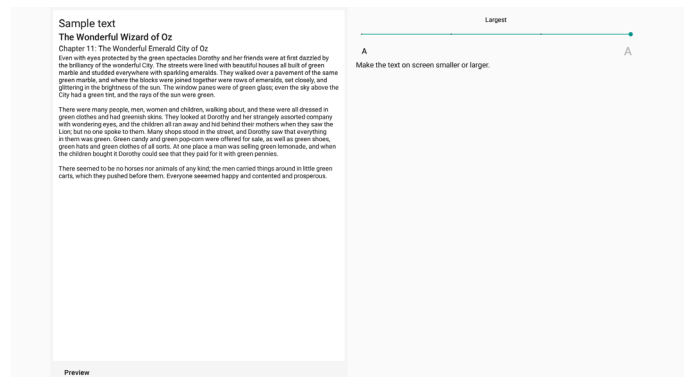 Sample text
The Wonderful Wizard of Oz
Chapter 11: The Wonderful Emerald City of Oz
Even with eyes protected by the green spectacles Dorothy and her friends were at first dazzled by
the brilliancy of the wonderful City. The streets were lined with beautiful houses all built of green
marble and studded everywhere with sparkling emeralds. They walked over a pavement of the same
green marble, and where the blocks were joined together were rows of emeralds, set closely, and
glittering in the brightness of the sun. The window panes were of green glass; even the sky above the
City had a green tint, and the rays of the sun were green.
There were many people, men, women and children, walking about, and these were all dressed in
green clothes and had greenish skins. They looked at Dorothy and her strangely assorted company
with wondering eyes, and the children all ran away and hid behind their mothers when they saw the
Lion; but no one spoke to them. Many shops stood in the street, and Dorothy saw that everything
in them was green. Green candy and green pop-corn were offered for sale, as well as green shoes,
green hats and green clothes of all sorts. At one place a man was selling green lemonade, and when
the children bought it Dorothy could see that they paid for it with green pennies.
There seemed to be no horses nor animals of any kind; the men carried things around in little green
carts, which they pushed before them. Everyone seeemed happy and contented and prosperous.
Preview
Largest
A A
Make the text on screen smaller or larger.